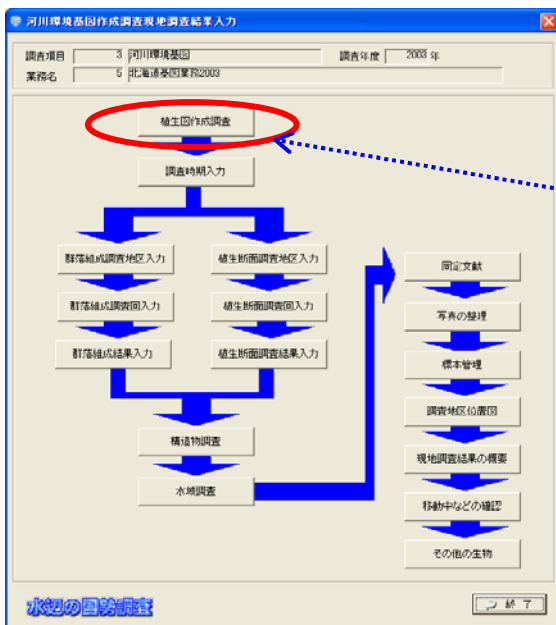 河川環境基図作成調査現地調査結果入力
調査項目 3 河川環境基図 調査年度 2003 年
業務名 5 北海道基図業務2003
植生図作成調査
調査時期入力
群落組成調査地区入力
植生断面調査地区入力
群落組成調査回入力
植生断面調査回入力
群落組成結果入力
植生断面調査結果入力
構造物調査
水域調査
同定文献
写真の整理
標本管理
調査地区位置図
現地調査結果の概要
移動中などの確認
その他の生物
水辺の国勢調査
終 了